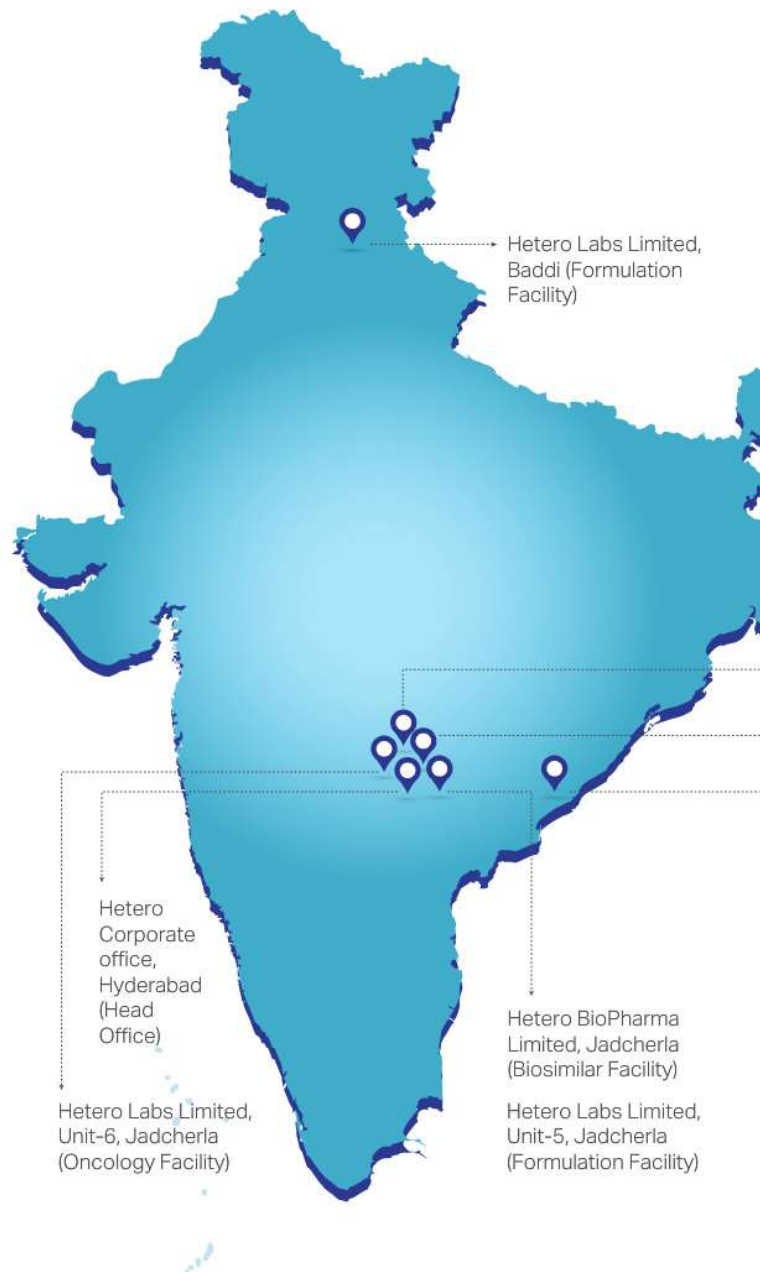 Hetero Labs Limited,
Baddi (Formulation
Facility)
Hetero
Corporate
office,
Hyderabad
(Head
Office)
Hetero BioPharma
Limited, Jadcherla
(Biosimilar Facility)
Hetero Labs Limited,
Unit-6, Jadcherla
(Oncology Facility)
Hetero Labs Limited,
Unit-5, Jadcherla
(Formulation Facility)